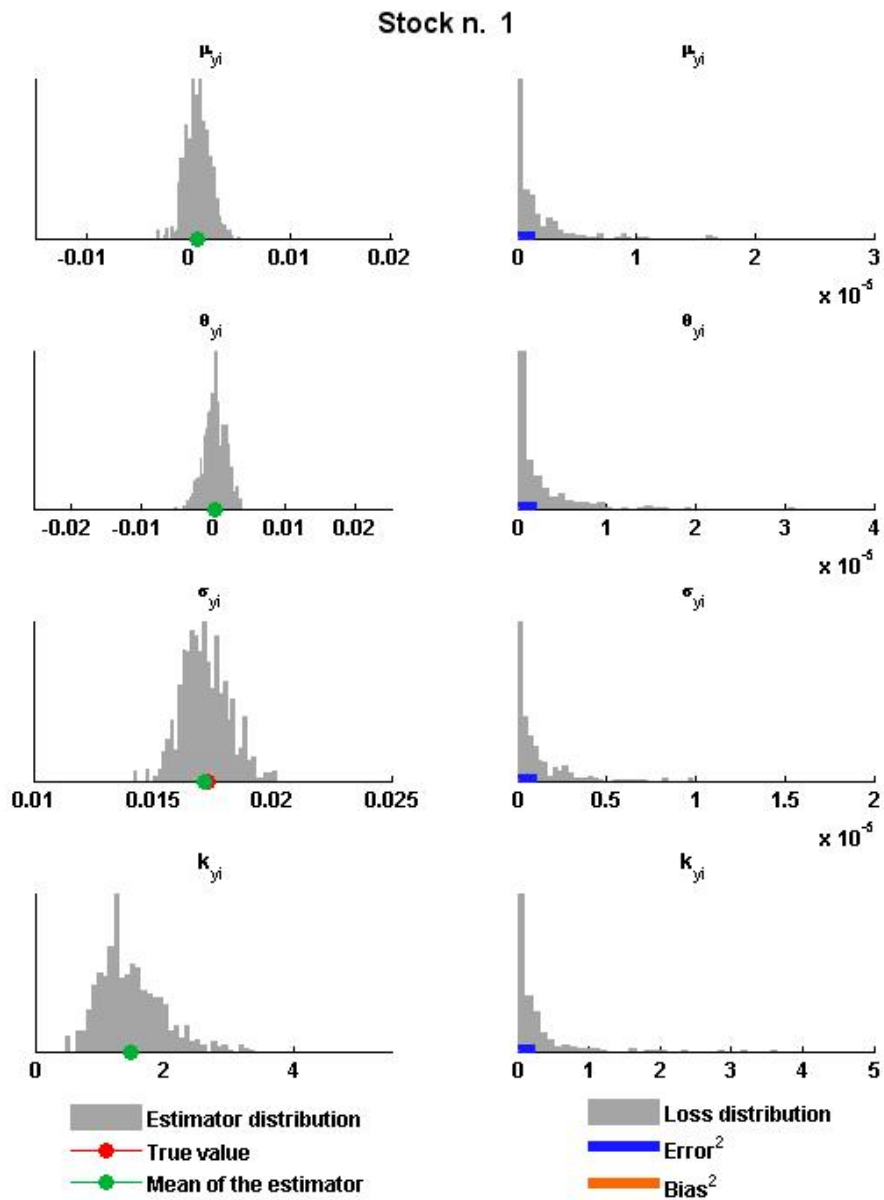 Stock n. 1
μyi
μyi
-0.01 0 0.01 0.02
0 1 2 3
x 10-5
θyi
θyi
-0.02 -0.01 0 0.01 0.02
0 1 2 3 4
x 10-5
σyi
σyi
0.01 0.015 0.02 0.025
0 0.5 1 1.5 2
x 10-5
kyi
kyi
0 2 4
0 1 2 3 4 5
Estimator distribution
True value
Mean of the estimator
Loss distribution
Error2
Bias2